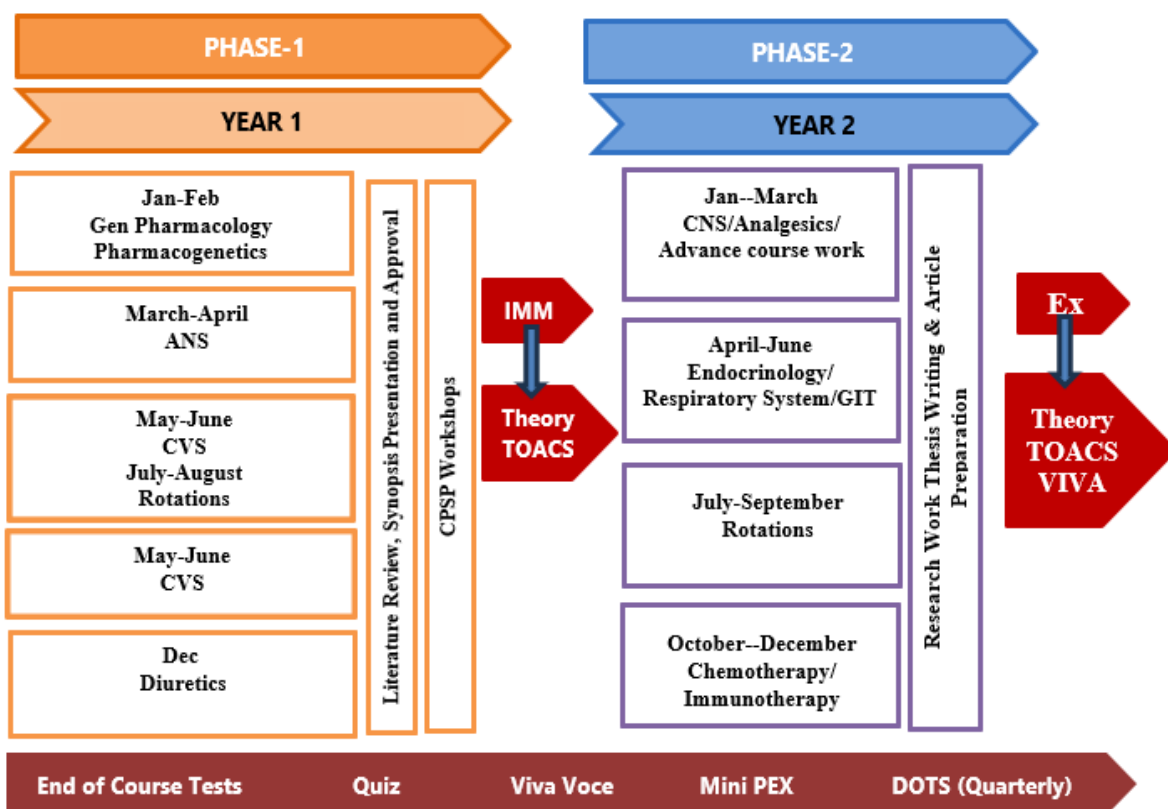 PHASE-1
YEAR 1
Jan-Feb
Gen Pharmacology
Pharmacogenetics
March-April
ANS
May-June
CVS
July-August
Rotations
May-June
CVS
Dec
Diuretics
Literature Review, Synopsis Presentation and Approval
CPSP Workshops
IMM
Theory
TOACS
PHASE-2
YEAR 2
Jan--March
CNS/Analgesics/
Advance course work
April-June
Endocrinology/
Respiratory System/GIT
July-September
Rotations
October--December
Chemotherapy/
Immunotherapy
Research Work Thesis Writing & Article
Preparation
Ex
Theory
TOACS
VIVA
End of Course Tests Quiz Viva Voce Mini PEX DOTS (Quarterly)